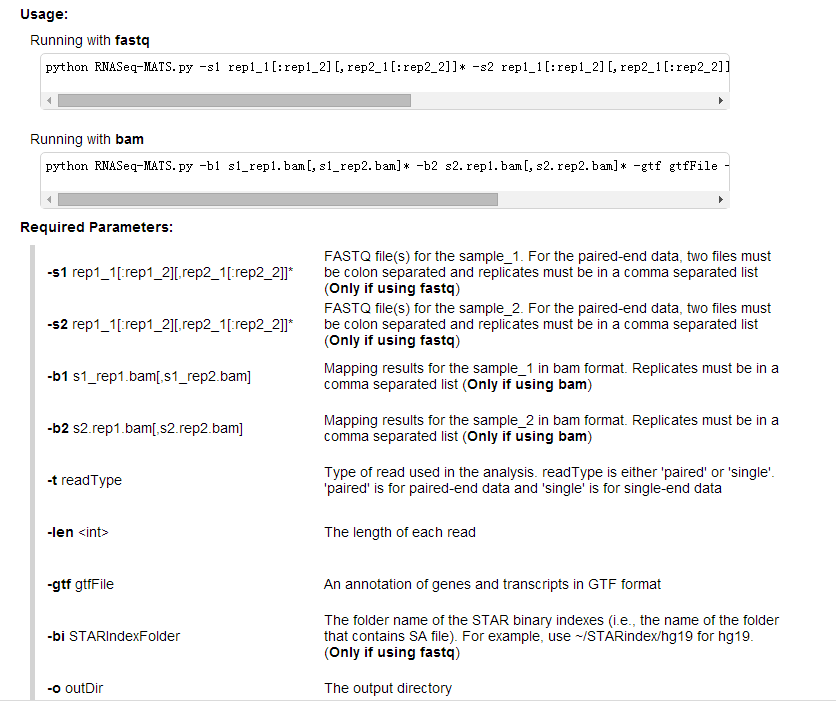 Usage:
Running with fastq
python RNASeq-MATS.py -s1 rep1_1[:rep1_2][,rep2_1[:rep2_2]]* -s2 rep1_1[:rep1_2][,rep2_1[:rep2_2]]
Running with bam
python RNASeq-MATS.py -b1 s1_rep1.bam[,s1_rep2.bam]* -b2 s2.rep1.bam[,s2.rep2.bam]* -gtf gtfFile -
Required Parameters:
-s1 rep1_1[:rep1_2][,rep2_1[:rep2_2]]*
FASTQ file(s) for the sample_1. For the paired-end data, two files must
be colon separated and replicates must be in a comma separated list
(Only if using fastq)
-s2 rep1_1[:rep1_2][,rep2_1[:rep2_2]]*
FASTQ file(s) for the sample_2. For the paired-end data, two files must
be colon separated and replicates must be in a comma separated list
(Only if using fastq)
-b1 s1_rep1.bam[,s1_rep2.bam]
Mapping results for the sample_1 in bam format. Replicates must be in a
comma separated list (Only if using bam)
-b2 s2.rep1.bam[,s2.rep2.bam]
Mapping results for the sample_2 in bam format. Replicates must be in a
comma separated list (Only if using bam)
-t readType
Type of read used in the analysis. readType is either 'paired' or 'single'.
'paired' is for paired-end data and 'single' is for single-end data
-len <int>
The length of each read
-gtf gtfFile
An annotation of genes and transcripts in GTF format
-bi STARIndexFolder
The folder name of the STAR binary indexes (i.e., the name of the folder
that contains SA file). For example, use ~/STARindex/hg19 for hg19.
(Only if using fastq)
-o outDir
The output directory